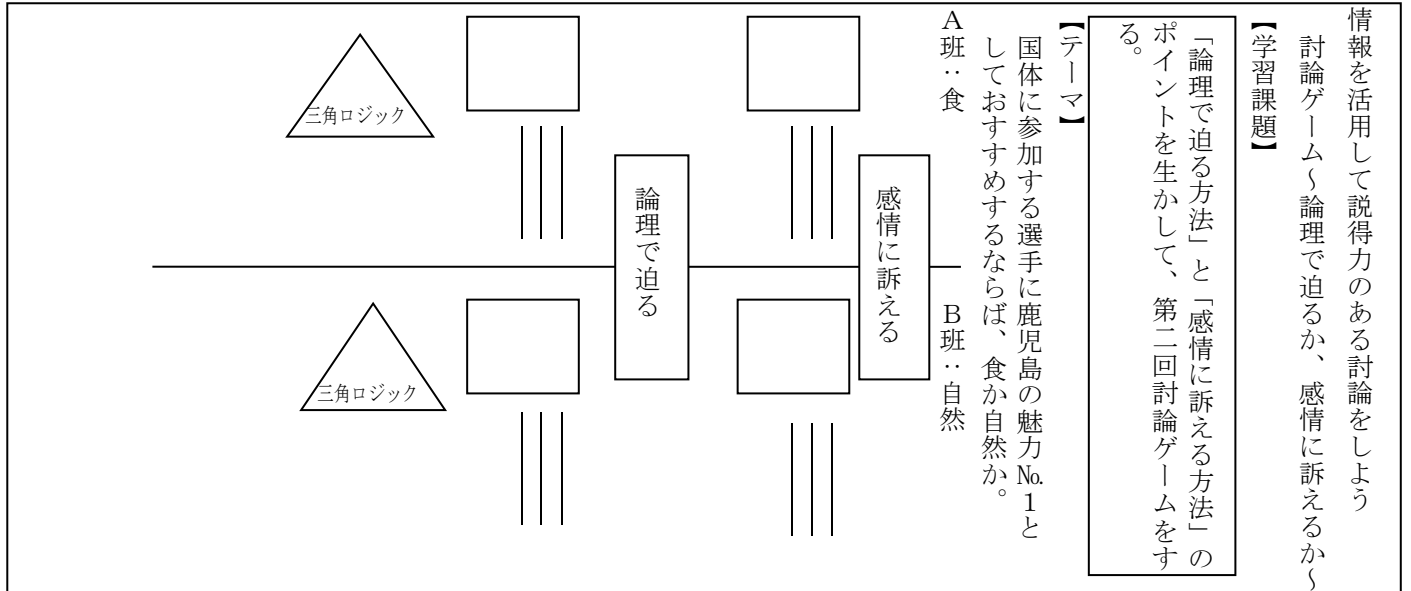 情報を活用して説得力のある討論をしよう
討論ゲーム～論理で迫るか、感情に訴えるか～
【学習課題】
「論理で迫る方法」と「感情に訴える方法」の
ポイントを生かして、第二回討論ゲームをす
る。
【テーマ】
国体に参加する選手に鹿児島の魅力№１と
しておすすめするならば、食か自然か。
Ａ班：食
Ｂ班：自然
感情に訴える
論理で迫る
三角ロジック
三角ロジック